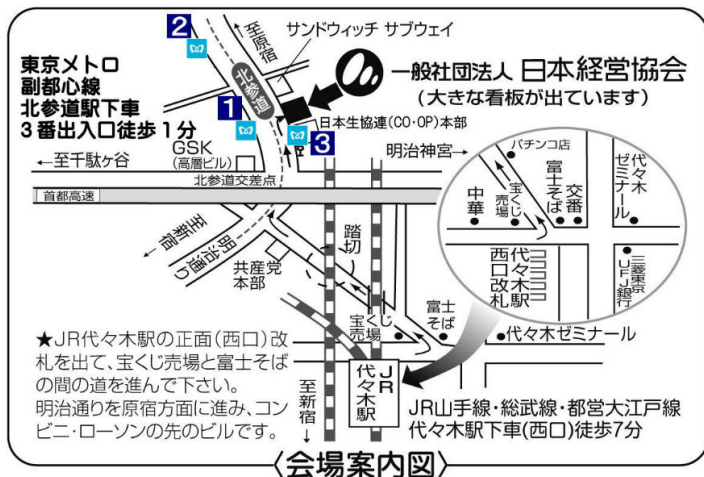 2
至原宿
サンドウィッチ サブウェイ
東京メトロ
副都心線
北参道駅下車
3番出入口徒歩1分
北参道
一般社団法人 日本経営協会
(大きな看板が出ています)
1
日本生協連(CO・OP)本部
3
GSK
(高層ビル)
←至千駄ヶ谷
明治神宮→
北参道交差点
首都高速
至新宿
明治通り
共産党
本部
踏切
宝くじ
売場
富士
そば
代々木ゼミナール
パチンコ店
中華
宝くじ
売場
富士そば
交番
代々木
ゼミナール
代々木駅
西口改札
三菱東京
UFJ銀行
★JR代々木駅の正面(西口)改
札を出て、宝くじ売場と富士そば
の間の道を進んで下さい。
明治通りを原宿方面に進み、コン
ビニ・ローソンの先のビルです。
至新宿
↓
JR
代々木駅
JR山手線・総武線・都営大江戸線
代々木駅下車(西口)徒歩7分
〈会場案内図〉